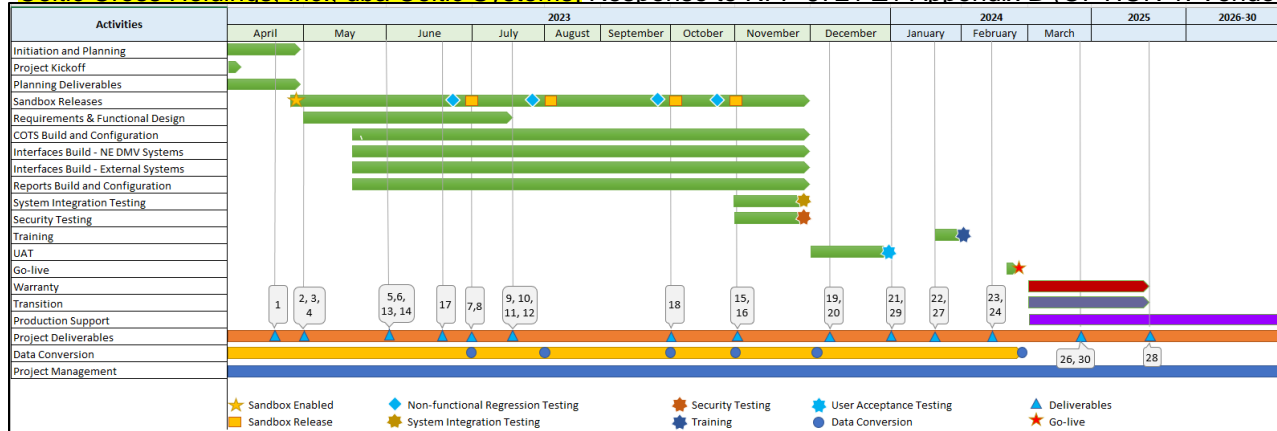 Activities
2023
2024
2025
2026-30
April
May
June
July
August
September
October
November
December
January
February
March
Initiation and Planning
Project Kickoff
Planning Deliverables
Sandbox Releases
Requirements & Functional Design
COTS Build and Configuration
Interfaces Build - NE DMV Systems
Interfaces Build - External Systems
Reports Build and Configuration
System Integration Testing
Security Testing
Training
UAT
Go-live
Warranty
Transition
Production Support
Project Deliverables
Data Conversion
Project Management
1
2, 3,
4
5,6,
13, 14
17
7,8
9, 10,
11, 12
18
15,
16
19,
20
21,
29
22,
27
23,
24
26, 30
28
Sandbox Enabled
Non-functional Regression Testing
Security Testing
User Acceptance Testing
Deliverables
Sandbox Release
System Integration Testing
Training
Data Conversion
Go-live